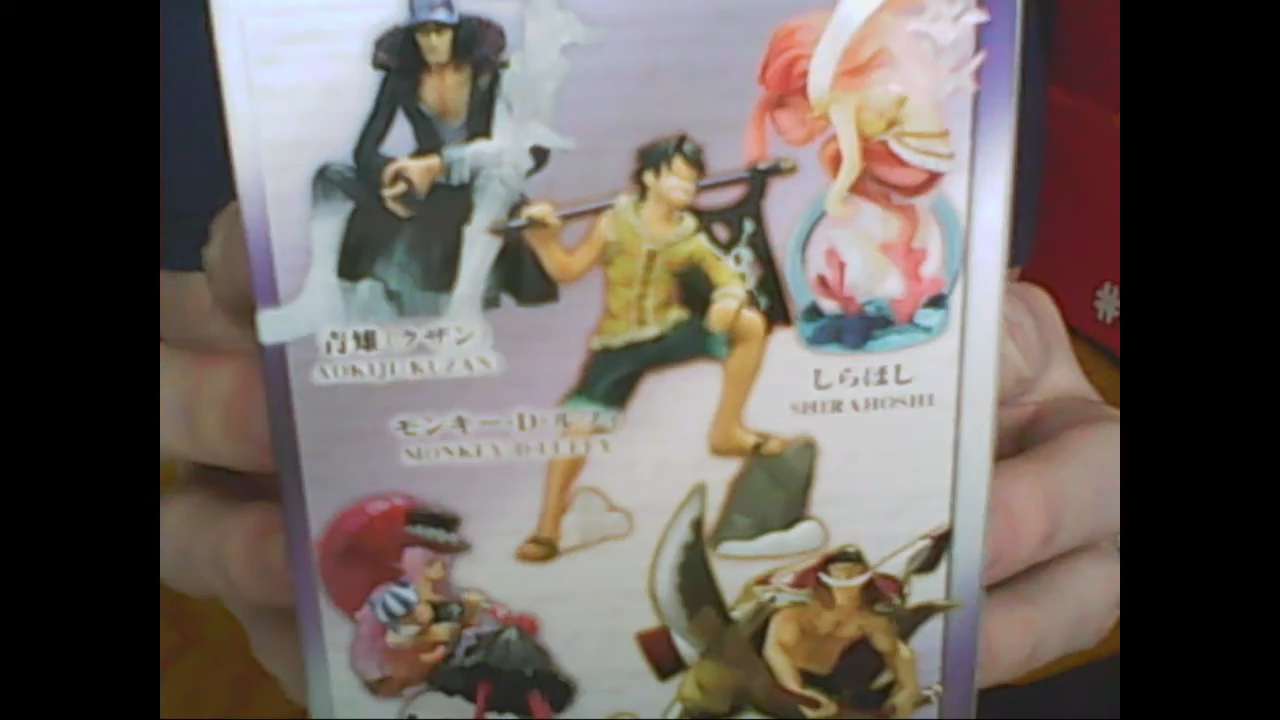 青雉・クザン
AOKIJI・KUZAN
しらほし
SHIRAHOSHI
モンキー・D・ルフィ
MONKEY・D・LUFFY
#